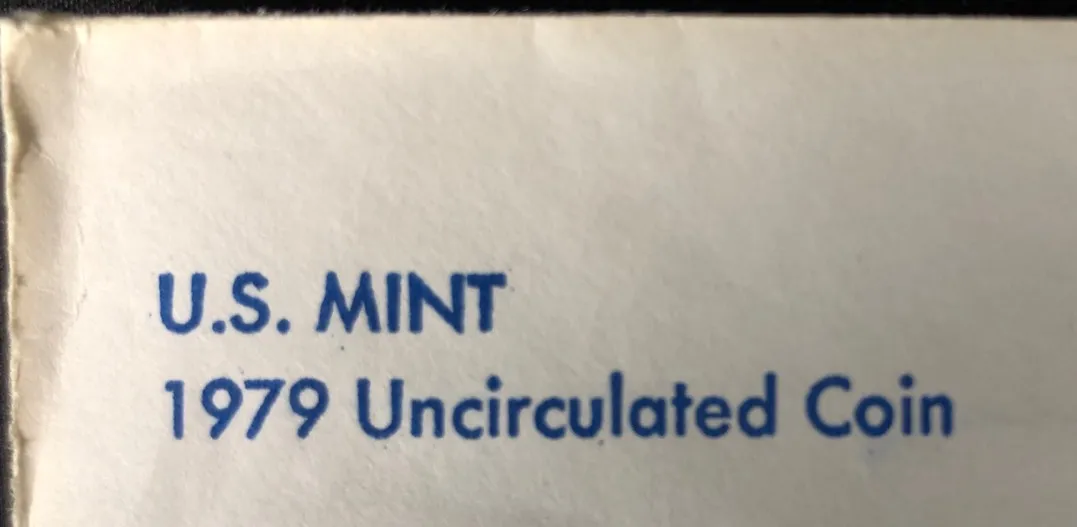 U.S. MINT
1979 Uncirculated Coin